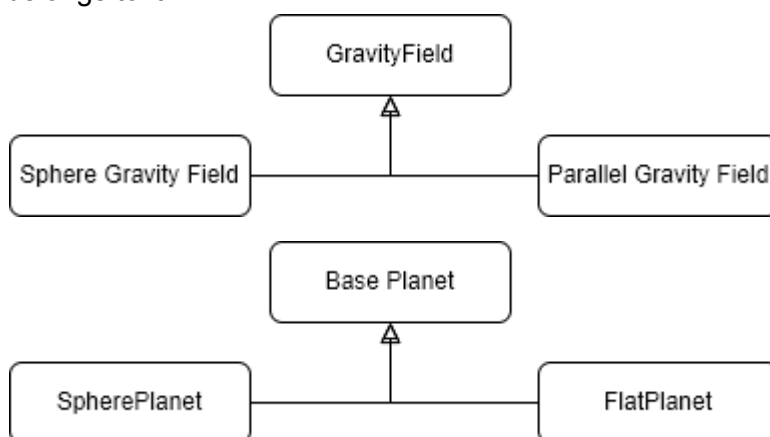 GravityField
Sphere Gravity Field
Parallel Gravity Field
Base Planet
SpherePlanet
FlatPlanet